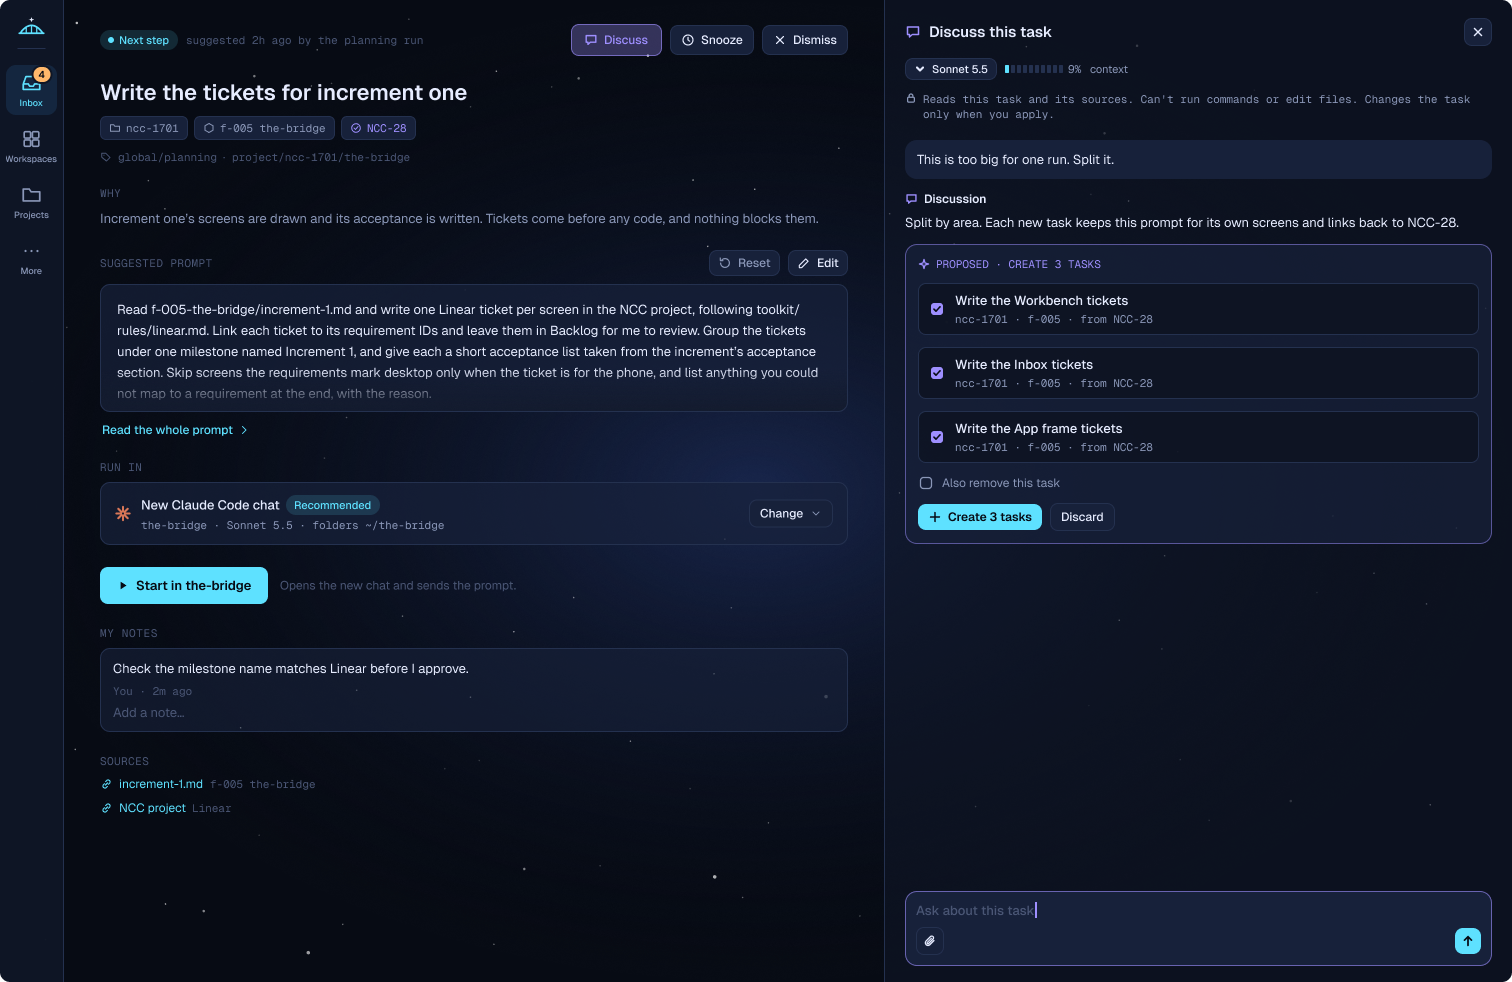 4
Inbox
Workspaces
Projects
More
Next step
suggested 2h ago by the planning run
Discuss
Snooze
Dismiss
Write the tickets for increment one
ncc-1701
f-005 the-bridge
NCC-28
global/planning · project/ncc-1701/the-bridge
WHY
Increment one's screens are drawn and its acceptance is written. Tickets come before any code, and nothing blocks them.
SUGGESTED PROMPT
Reset
Edit
Read f-005-the-bridge/increment-1.md and write one Linear ticket per screen in the NCC project, following toolkit/
rules/linear.md. Link each ticket to its requirement IDs and leave them in Backlog for me to review. Group the tickets
under one milestone named Increment 1, and give each a short acceptance list taken from the increment's acceptance
section. Skip screens the requirements mark desktop only when the ticket is for the phone, and list anything you could
not map to a requirement at the end, with the reason.
Read the whole prompt
RUN IN
New Claude Code chat
Recommended
the-bridge · Sonnet 5.5 · folders ~/the-bridge
Change
Start in the-bridge
Opens the new chat and sends the prompt.
MY NOTES
Check the milestone name matches Linear before I approve.
You · 2m ago
Add a note…
SOURCES
increment-1.md f-005 the-bridge
NCC project Linear
Discuss this task
Sonnet 5.5
9% context
Reads this task and its sources. Can't run commands or edit files. Changes the task
only when you apply.
This is too big for one run. Split it.
Discussion
Split by area. Each new task keeps this prompt for its own screens and links back to NCC-28.
PROPOSED · CREATE 3 TASKS
Write the Workbench tickets
ncc-1701 · f-005 · from NCC-28
Write the Inbox tickets
ncc-1701 · f-005 · from NCC-28
Write the App frame tickets
ncc-1701 · f-005 · from NCC-28
Also remove this task
Create 3 tasks
Discard
Ask about this task